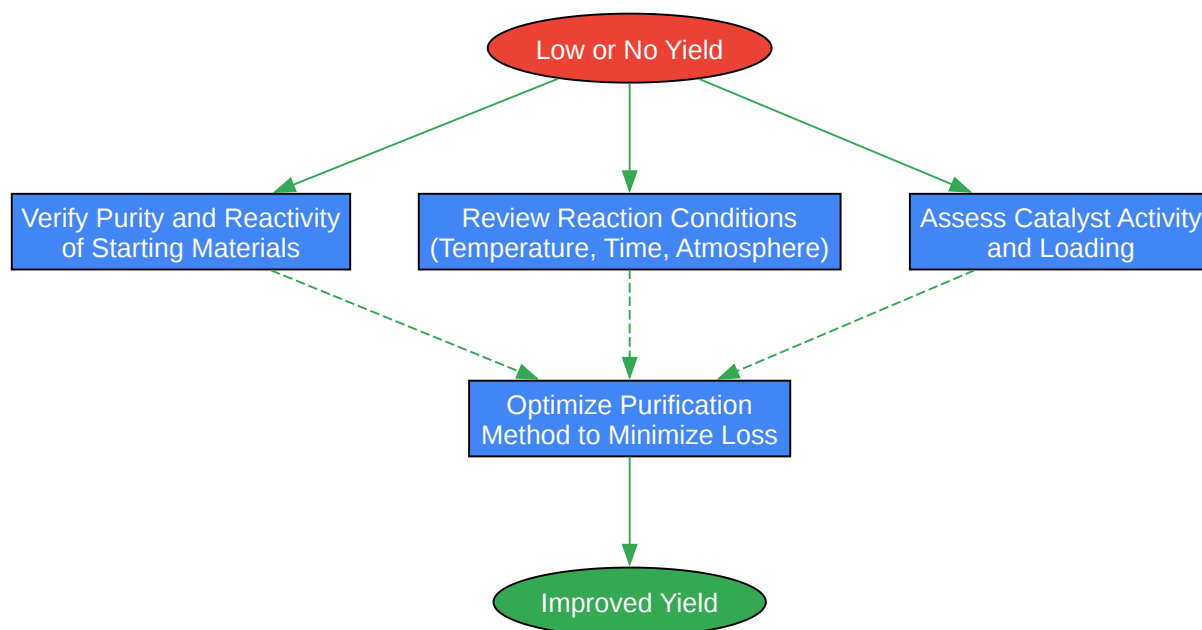 Low or No Yield
Verify Purity and Reactivity
of Starting Materials
Review Reaction Conditions
(Temperature, Time, Atmosphere)
Assess Catalyst Activity
and Loading
Optimize Purification
Method to Minimize Loss
Improved Yield